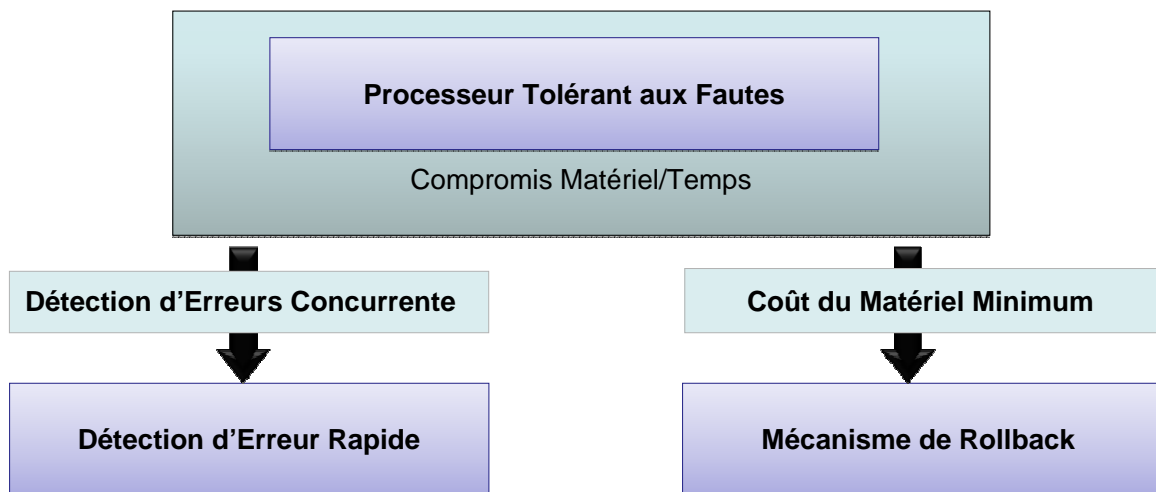 Processeur Tolérant aux Fautes
Compromis Matériel/Temps
Détection d'Erreurs Concurrente
Coût du Matériel Minimum
Détection d'Erreur Rapide
Mécanisme de Rollback